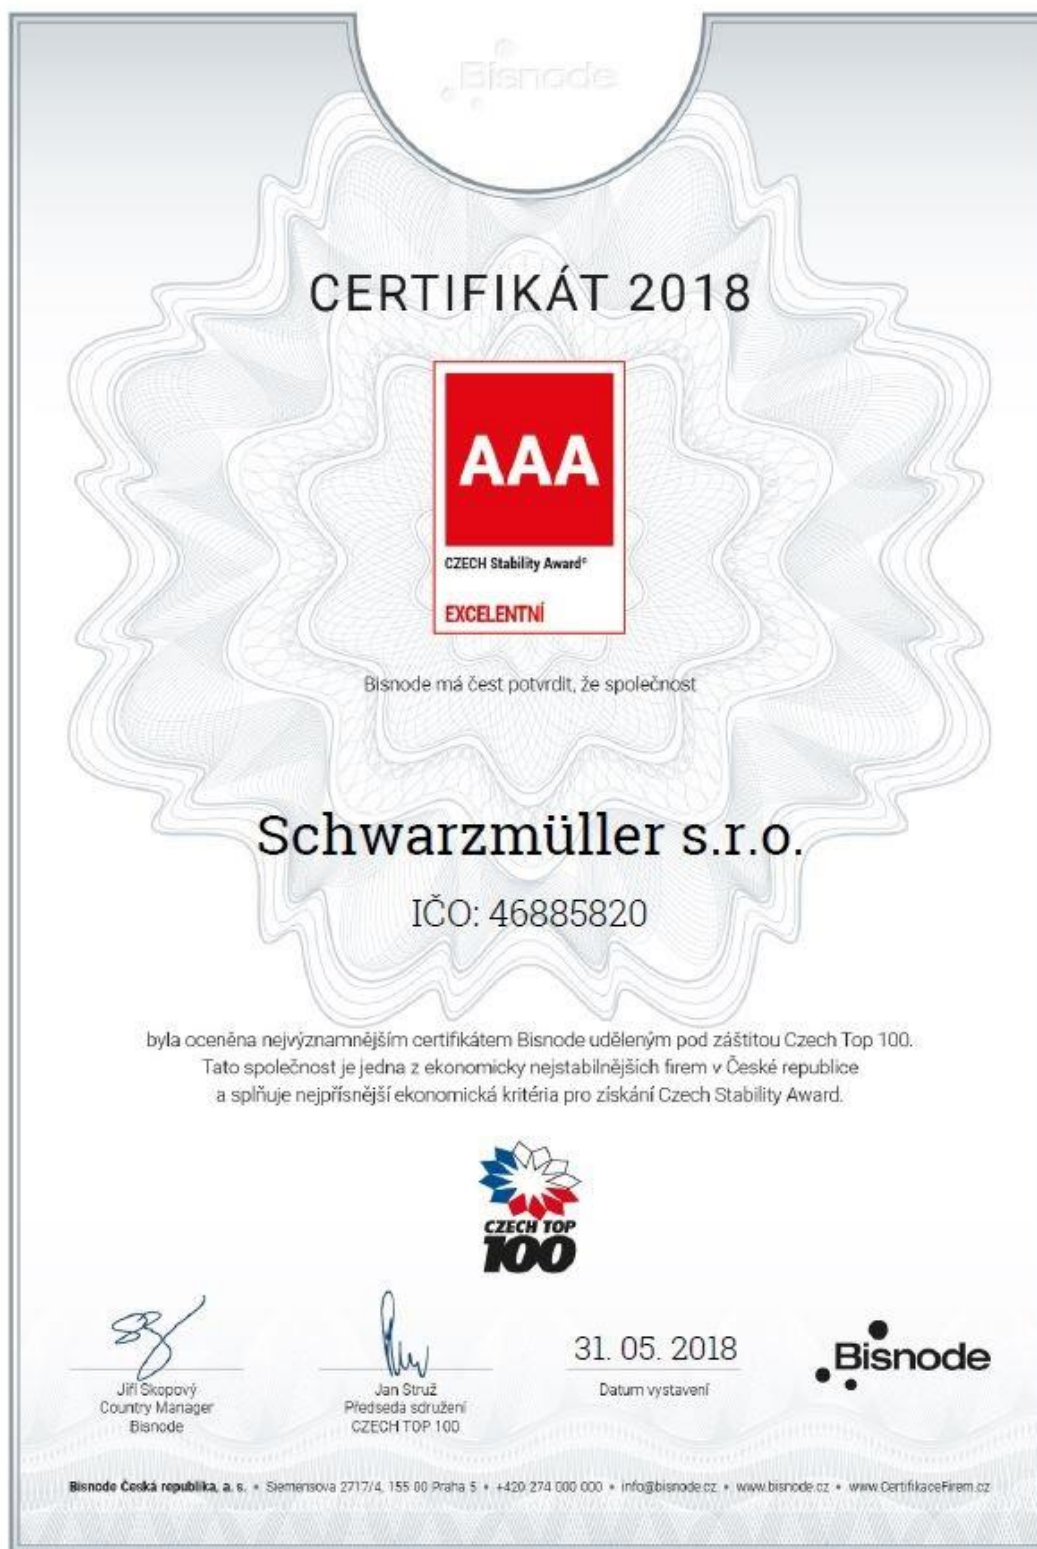 Bisnode
CERTIFIKÁT 2018
AAA
CZECH Stability Award©
EXCELENTNÍ
Bisnode má čest potvrdit, že společnost
Schwarzmüller s.r.o.
IČO: 46885820
byla oceněna nejvýznamnějším certifikátem Bisnode uděleným pod záštitou Czech Top 100.
Tato společnost je jedna z ekonomicky nejstabilnějších firem v České republice
a splňuje nejpřísnější ekonomická kritéria pro získání Czech Stability Award.
CZECH TOP
100
31. 05. 2018
Bisnode
Jiří Skopový
Country Manager
Bisnode
Jan Struž
Předseda sdružení
CZECH TOP 100
Datum vystavení
Bisnode Česká republika, a. s. • Siemensova 2717/4, 155 00 Praha 5 • +420 274 000 000 • info@bisnode.cz • www.bisnode.cz • www.CertifikaceFirem.cz